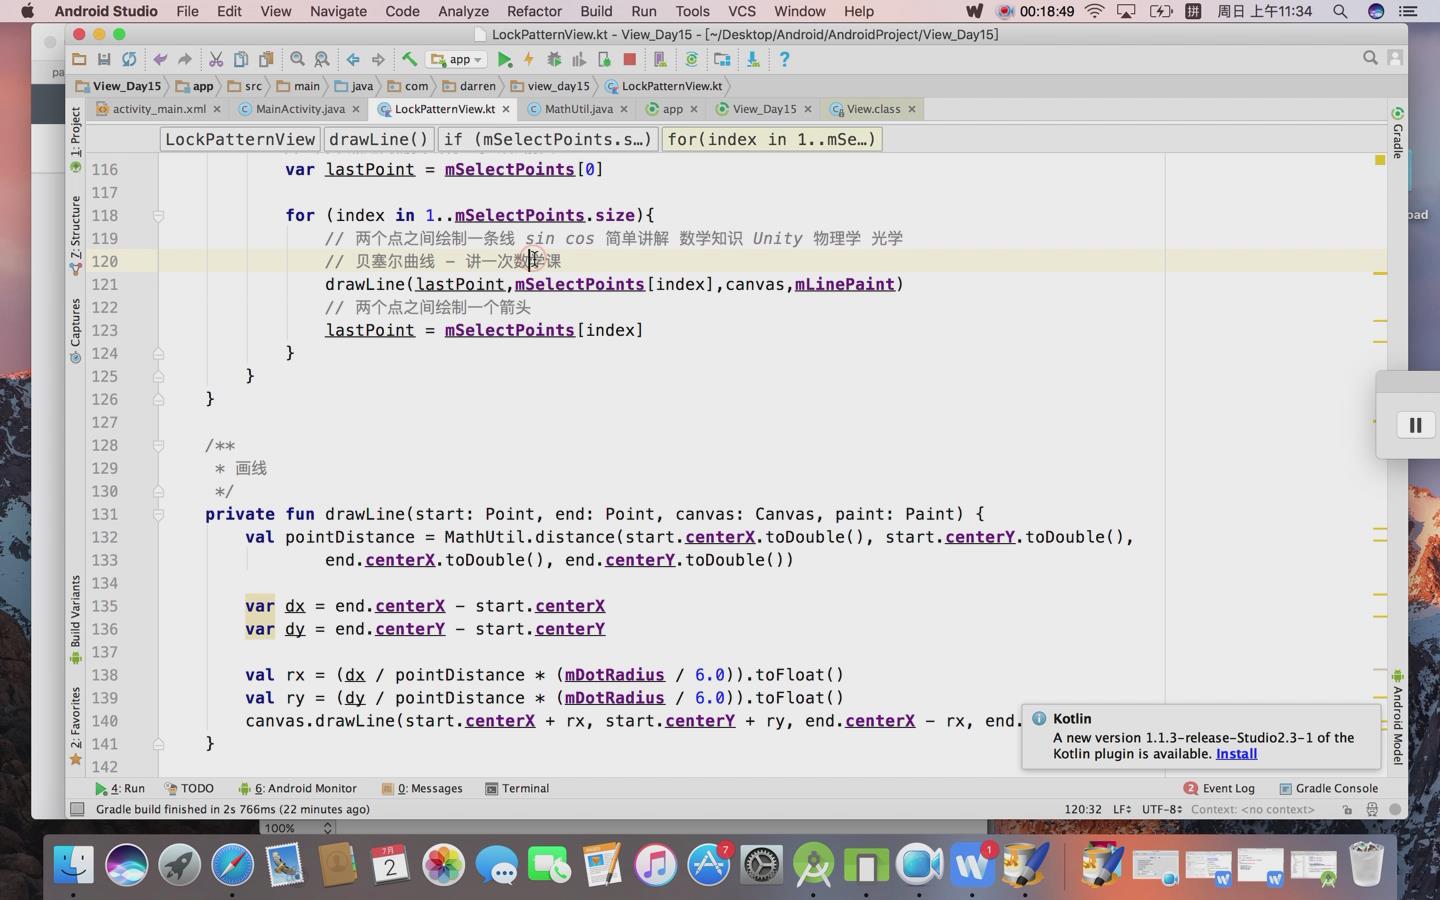 Android Studio File Edit View Navigate Code Analyze Refactor Build Run Tools VCS Window Help 00:18:49 拼 周日 上午11:34
LockPatternView.kt - View_Day15 - [~/Desktop/Android/AndroidProject/View_Day15]
app
View_Day15 app src main java com darren view_day15 LockPatternView.kt
activity_main.xml MainActivity.java LockPatternView.kt MathUtil.java app View_Day15 View.class
LockPatternView drawLine() if (mSelectPoints.s…) for(index in 1..mSe…)
116 var lastPoint = mSelectPoints[0]
117
118 for (index in 1..mSelectPoints.size){
119 // 两个点之间绘制一条线 sin cos 简单讲解 数学知识 Unity 物理学 光学
120 // 贝塞尔曲线 - 讲一次数学课
121 drawLine(lastPoint,mSelectPoints[index],canvas,mLinePaint)
122 // 两个点之间绘制一个箭头
123 lastPoint = mSelectPoints[index]
124 }
125 }
126 }
127
128 /**
129 * 画线
130 */
131 private fun drawLine(start: Point, end: Point, canvas: Canvas, paint: Paint) {
132 val pointDistance = MathUtil.distance(start.centerX.toDouble(), start.centerY.toDouble(),
133 end.centerX.toDouble(), end.centerY.toDouble())
134
135 var dx = end.centerX - start.centerX
136 var dy = end.centerY - start.centerY
137
138 val rx = (dx / pointDistance * (mDotRadius / 6.0)).toFloat()
139 val ry = (dy / pointDistance * (mDotRadius / 6.0)).toFloat()
140 canvas.drawLine(start.centerX + rx, start.centerY + ry, end.centerX - rx, end.
141 }
142
1: Project
7: Structure
Captures
Build Variants
2: Favorites
Gradle
Android Model
oad
Kotlin
A new version 1.1.3-release-Studio2.3-1 of the
Kotlin plugin is available. Install
4: Run TODO 6: Android Monitor 0: Messages Terminal 2 Event Log Gradle Console
Gradle build finished in 2s 766ms (22 minutes ago) 120:32 LF UTF-8 Context: <no context>
100%
7月
2
7
1